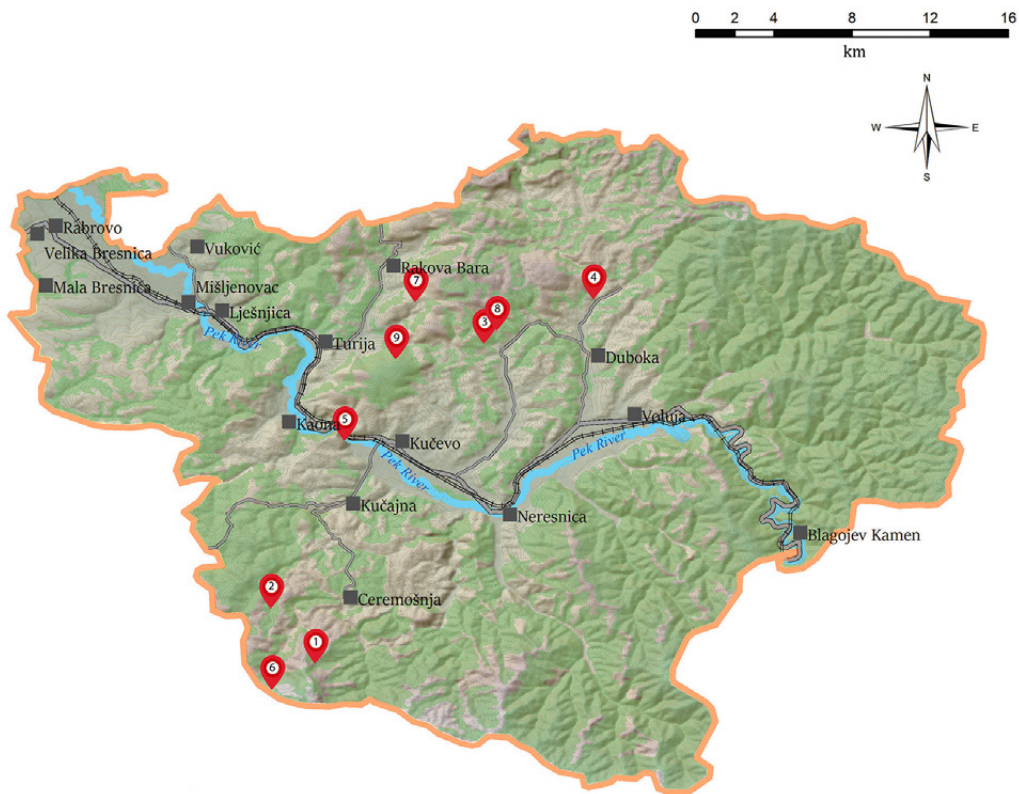 0 2 4 8 12 16
km
N
W E
S
Rabrovo
Velika Bresnica
Vuković
Mala Bresnica
Mišljenovac
Lješnjica
Rakova Bara
7
4
8
3
Pek River
Turija
9
Duboka
5
Kaona
Kučevo
Voluja
Pek River
Pek River
Kučajna
Neresnica
Blagojev Kamen
2
Ceremošnja
1
6